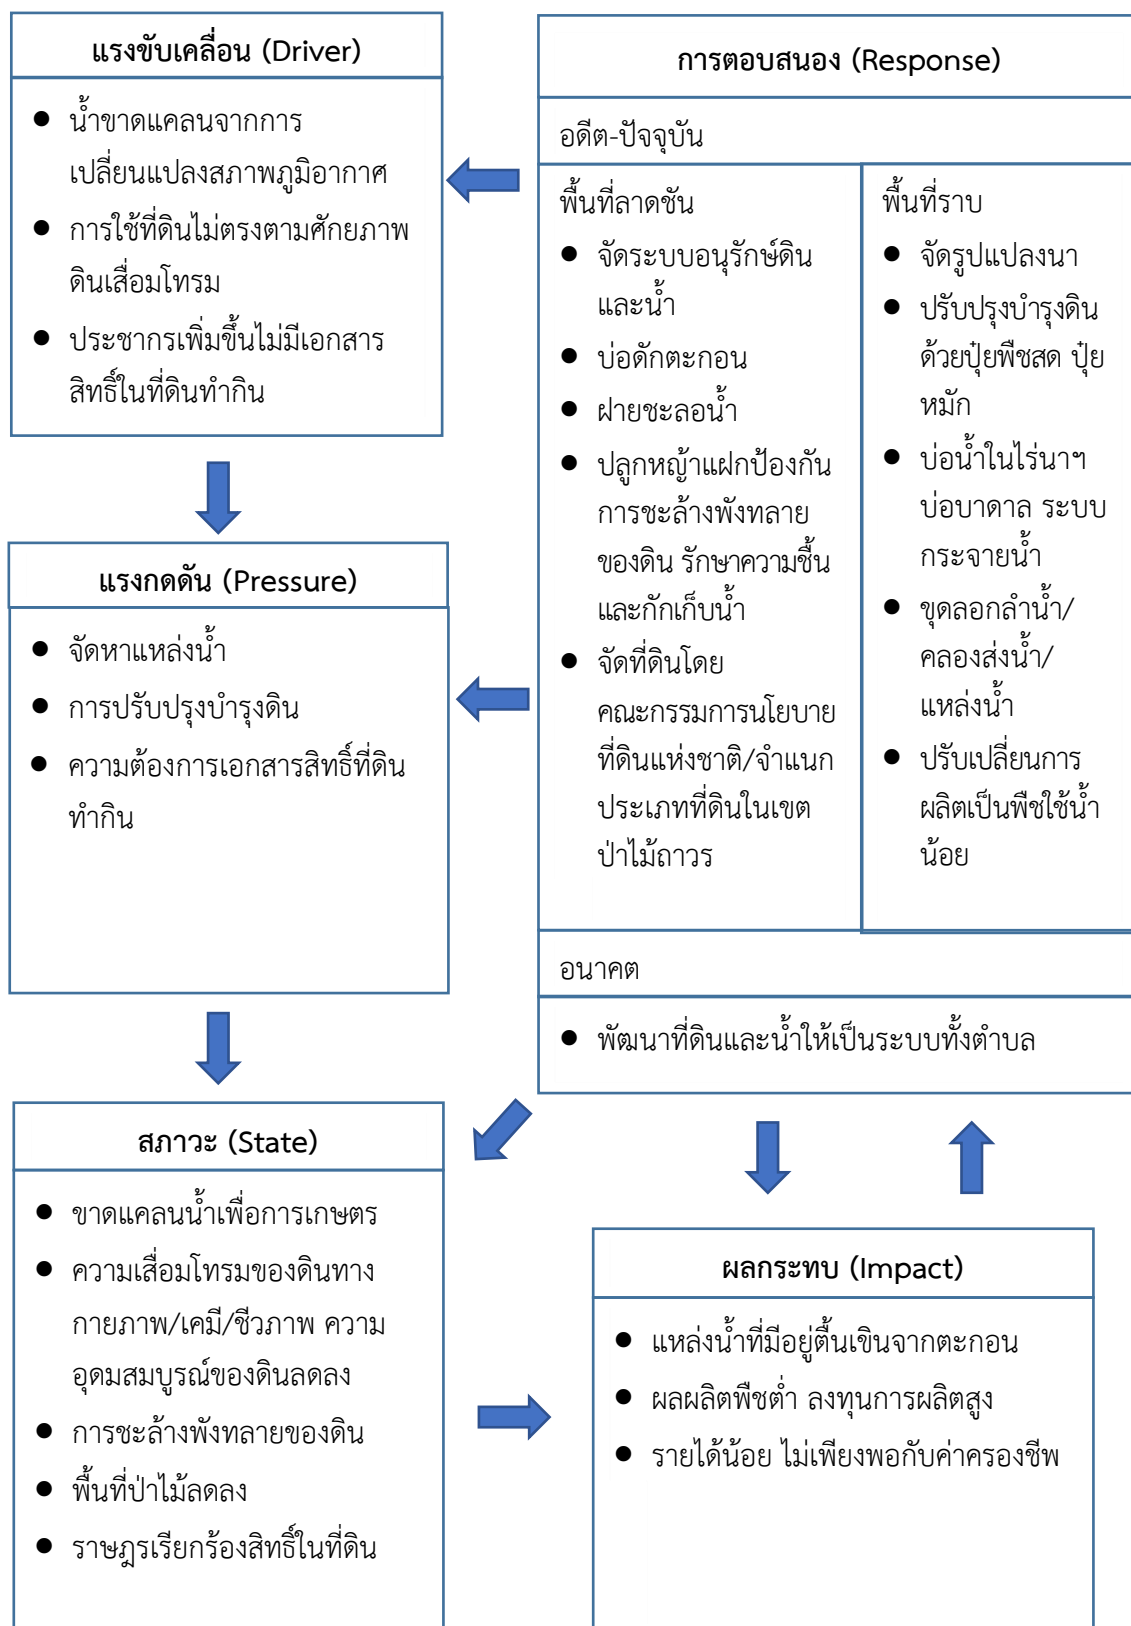 แรงขับเคลื่อน (Driver)
● น้ำขาดแคลนจากการ
เปลี่ยนแปลงสภาพภูมิอากาศ
● การใช้ที่ดินไม่ตรงตามศักยภาพ
ดินเสื่อมโทรม
● ประชากรเพิ่มขึ้นไม่มีเอกสาร
สิทธิ์ในที่ดินทำกิน
แรงกดดัน (Pressure)
● จัดหาแหล่งน้ำ
● การปรับปรุงบำรุงดิน
● ความต้องการเอกสารสิทธิ์ที่ดิน
ทำกิน
สภาวะ (State)
● ขาดแคลนน้ำเพื่อการเกษตร
● ความเสื่อมโทรมของดินทาง
กายภาพ/เคมี/ชีวภาพ ความ
อุดมสมบูรณ์ของดินลดลง
● การชะล้างพังทลายของดิน
● พื้นที่ป่าไม้ลดลง
● ราษฎรเรียกร้องสิทธิ์ในที่ดิน
การตอบสนอง (Response)
อดีต-ปัจจุบัน
พื้นที่ลาดชัน
● จัดระบบอนุรักษ์ดิน
และน้ำ
● บ่อดักตะกอน
● ฝายชะลอน้ำ
● ปลูกหญ้าแฝกป้องกัน
การชะล้างพังทลาย
ของดิน รักษาความชื้น
และกักเก็บน้ำ
● จัดที่ดินโดย
คณะกรรมการนโยบาย
ที่ดินแห่งชาติ/จำแนก
ประเภทที่ดินในเขต
ป่าไม้ถาวร
พื้นที่ราบ
● จัดรูปแปลงนา
● ปรับปรุงบำรุงดิน
ด้วยปุ๋ยพืชสด ปุ๋ย
หมัก
● บ่อน้ำในไร่นาฯ
บ่อบาดาล ระบบ
กระจายน้ำ
● ขุดลอกลำน้ำ/
คลองส่งน้ำ/
แหล่งน้ำ
● ปรับเปลี่ยนการ
ผลิตเป็นพืชใช้น้ำ
น้อย
อนาคต
● พัฒนาที่ดินและน้ำให้เป็นระบบทั้งตำบล
ผลกระทบ (Impact)
● แหล่งน้ำที่มีอยู่ตื้นเขินจากตะกอน
● ผลผลิตพืชต่ำ ลงทุนการผลิตสูง
● รายได้น้อย ไม่เพียงพอกับค่าครองชีพ